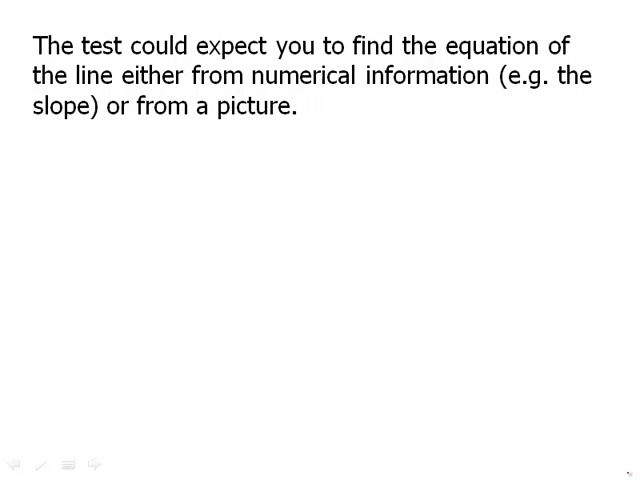 The test could expect you to find the equation of
the line either from numerical information (e.g. the
slope) or from a picture.